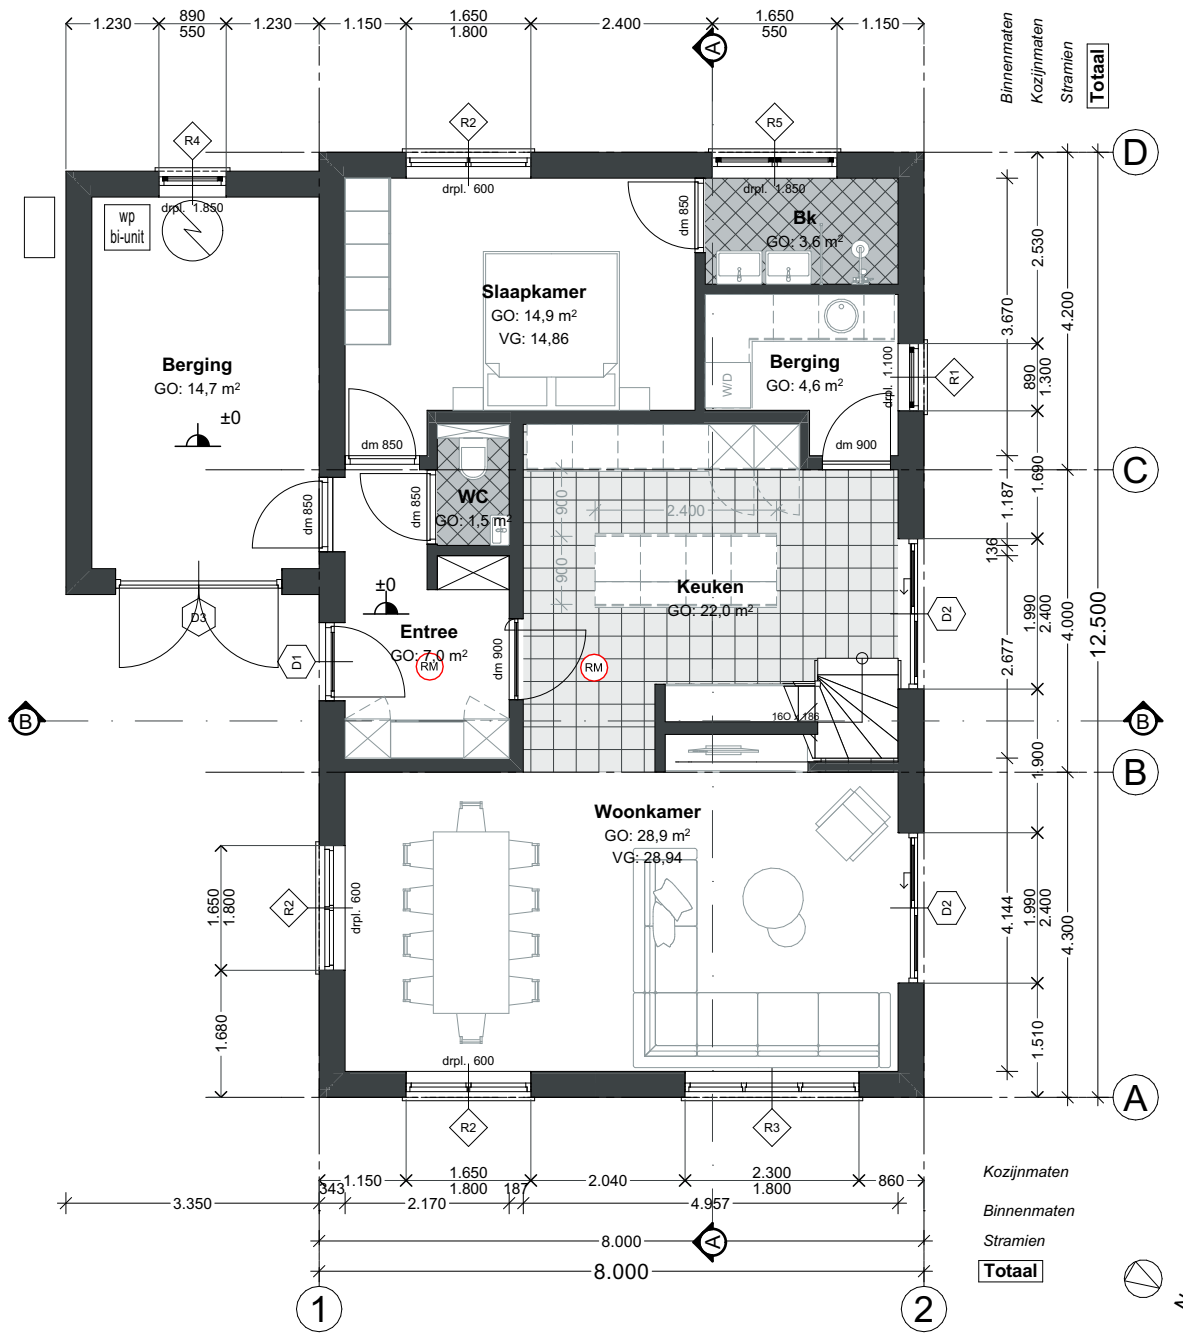 1.230
890
550
1.230
1.150
1.650
1.800
2.400
1.650
550
1.150
A
Binnenmaten
Kozijnmaten
Stramien
Totaal
R4
R2
R5
D
drpl. 1.850
drpl. 600
drpl. 1.850
wp
bi-unit
dm 850
Bk
GO: 3,6 m²
2.530
Slaapkamer
GO: 14,9 m²
VG: 14,86
3.670
4.200
Berging
GO: 14,7 m²
±0
Berging
GO: 4,6 m²
W/D
drpl. 1.100
R1
890
1.300
dm 850
dm 900
C
1.690
1.187
WC
GO: 1,5 m²
dm 850
dm 850
900
2.400
900
136
Keuken
GO: 22,0 m²
±0
D3
D2
1.990
2.400
4.000
12.500
Entree
GO: 7,0 m²
RM
dm 900
RM
D1
2.677
B
16O x 186
B
1.900
B
Woonkamer
GO: 28,9 m²
VG: 28,94
1.650
1.800
R2
drpl. 600
D2
4.144
1.990
2.400
4.300
1.680
drpl. 600
1.510
A
R2
R3
1.150
1.650
1.800
2.040
2.300
1.800
860
Kozijnmaten
3.350
343
2.170
187
4.957
Binnenmaten
8.000
A
Stramien
8.000
Totaal
1
2
N